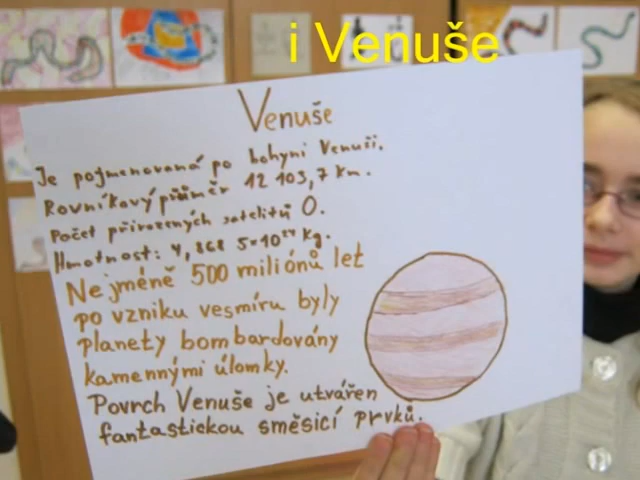 i Venuše
Venuše
Je pojmenovaná po bohyni Venuši.
Rovníkový průměr 12 103,7 km.
Počet přirozených satelitů 0.
Hmotnost: 4,868 5*10²⁴ kg.
Nejméně 500 miliónů let
po vzniku vesmíru byly
planety bombardovány
kamennými úlomky.
Povrch Venuše je utvářen
fantastickou směsicí prvků.